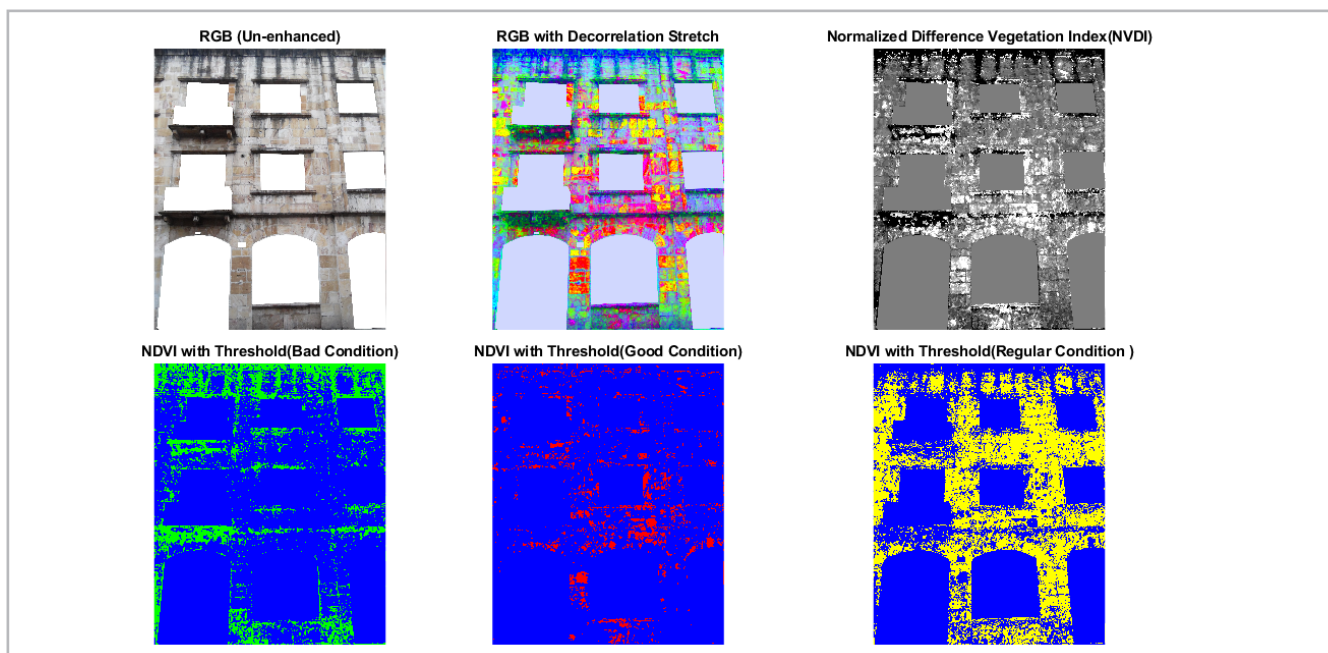 RGB (Un-enhanced)
RGB with Decorrelation Stretch
Normalized Difference Vegetation Index(NVDI)
NDVI with Threshold(Bad Condition)
NDVI with Threshold(Good Condition)
NDVI with Threshold(Regular Condition )